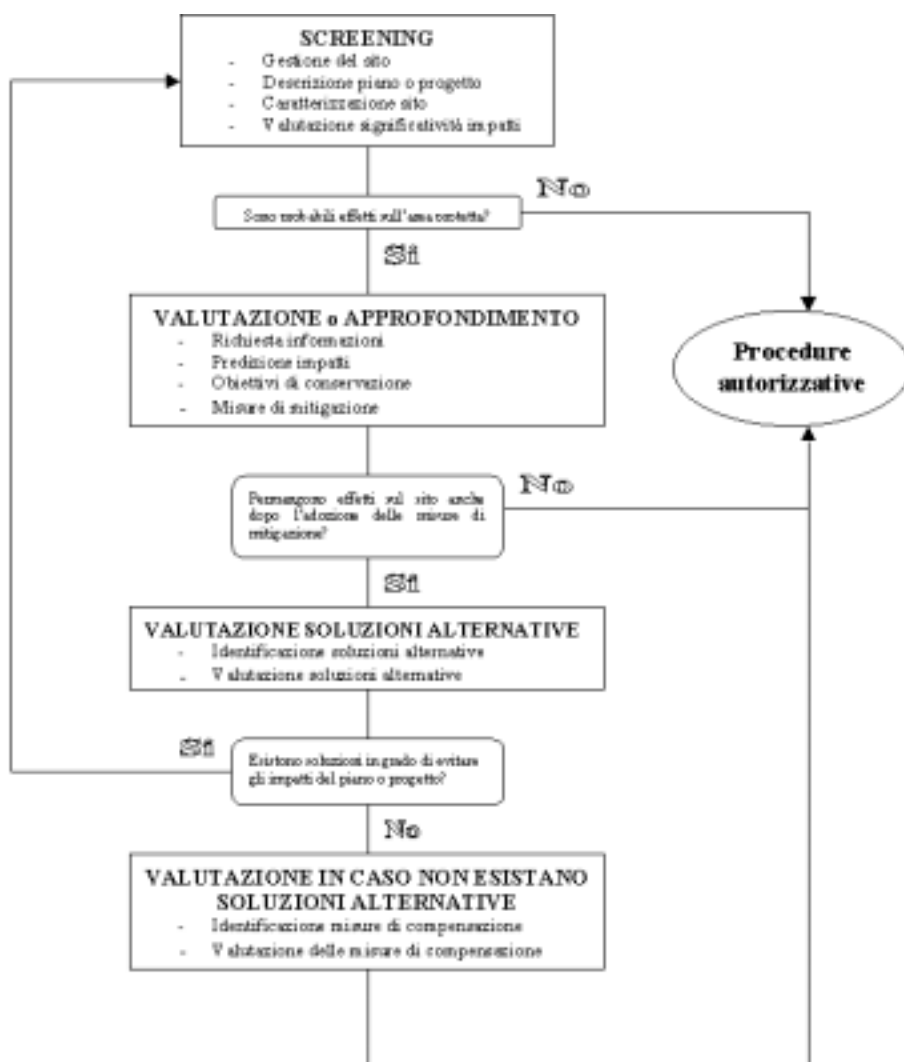 SCREENING
- Gestione del sito
- Descrizione piano o progetto
- Caratterizzazione sito
- Valutazione significatività impatti
No
Sono probabili effetti sull'area protetta?
Si
VALUTAZIONE o APPROFONDIMENTO
- Richiesta informazioni
- Predizione impatti
- Obiettivi di conservazione
- Misure di mitigazione
Procedure
autorizzative
No
Permangono effetti sul sito anche
dopo l'adozione delle misure di
mitigazione?
Si
VALUTAZIONE SOLUZIONI ALTERNATIVE
- Identificazione soluzioni alternative
- Valutazione soluzioni alternative
Si
Esistono soluzioni in grado di evitare
gli impatti del piano o progetto?
No
VALUTAZIONE IN CASO NON ESISTANO
SOLUZIONI ALTERNATIVE
- Identificazione misure di compensazione
- Valutazione delle misure di compensazione